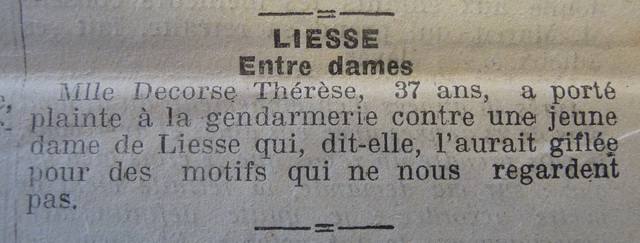 LIESSE
Entre dames
Mlle Decorse Thérèse, 37 ans, a porté
plainte à la gendarmerie contre une jeune
dame de Liesse qui, dit-elle, l'aurait giflée
pour des motifs qui ne nous regardent
pas.